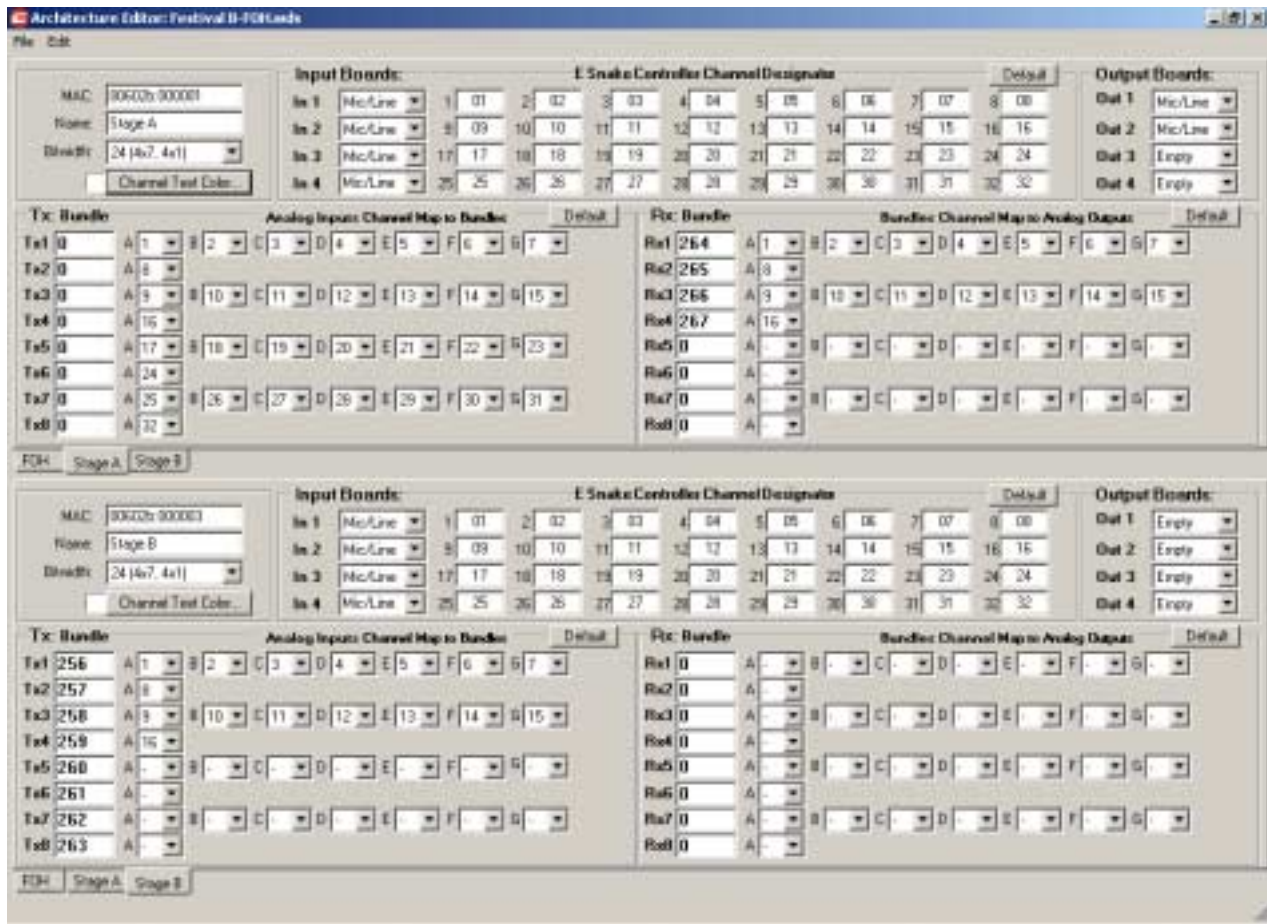 Architecture Editor: Festival B-FOH.eds
File Edit
Input Boards: E Snake Controller Channel Designator Default Output Boards:
MAC: 00602b:000001 In 1 Mic/Line 1 01 2 02 3 03 4 04 5 05 6 06 7 07 8 08 Out 1 Mic/Line
Name: Stage A In 2 Mic/Line 9 09 10 10 11 11 12 12 13 13 14 14 15 15 16 16 Out 2 Mic/Line
Bitwidth: 24 (4x7, 4x1) In 3 Mic/Line 17 17 18 18 19 19 20 20 21 21 22 22 23 23 24 24 Out 3 Empty
Channel Text Color... In 4 Mic/Line 25 25 26 26 27 27 28 28 29 29 30 30 31 31 32 32 Out 4 Empty
Tx: Bundle Analog Inputs Channel Map to Bundles Default Rx: Bundle Bundles Channel Map to Analog Outputs Default
Tx1 0 A 1 B 2 C 3 D 4 E 5 F 6 G 7 Rx1 264 A 1 B 2 C 3 D 4 E 5 F 6 G 7
Tx2 0 A 8 Rx2 265 A 8
Tx3 0 A 9 B 10 C 11 D 12 E 13 F 14 G 15 Rx3 266 A 9 B 10 C 11 D 12 E 13 F 14 G 15
Tx4 0 A 16 Rx4 267 A 16
Tx5 0 A 17 B 18 C 19 D 20 E 21 F 22 G 23 Rx5 0 A - B - C - D - E - F - G -
Tx6 0 A 24 Rx6 0 A -
Tx7 0 A 25 B 26 C 27 D 28 E 29 F 30 G 31 Rx7 0 A - B - C - D - E - F - G -
Tx8 0 A 32 Rx8 0 A -
FOH Stage A Stage B
Input Boards: E Snake Controller Channel Designator Default Output Boards:
MAC: 00602b:000003 In 1 Mic/Line 1 01 2 02 3 03 4 04 5 05 6 06 7 07 8 08 Out 1 Empty
Name: Stage B In 2 Mic/Line 9 09 10 10 11 11 12 12 13 13 14 14 15 15 16 16 Out 2 Empty
Bitwidth: 24 (4x7, 4x1) In 3 Mic/Line 17 17 18 18 19 19 20 20 21 21 22 22 23 23 24 24 Out 3 Empty
Channel Text Color... In 4 Mic/Line 25 25 26 26 27 27 28 28 29 29 30 30 31 31 32 32 Out 4 Empty
Tx: Bundle Analog Inputs Channel Map to Bundles Default Rx: Bundle Bundles Channel Map to Analog Outputs Default
Tx1 256 A 1 B 2 C 3 D 4 E 5 F 6 G 7 Rx1 0 A - B - C - D - E - F - G -
Tx2 257 A 8 Rx2 0 A -
Tx3 258 A 9 B 10 C 11 D 12 E 13 F 14 G 15 Rx3 0 A - B - C - D - E - F - G -
Tx4 259 A 16 Rx4 0 A -
Tx5 260 A - B - C - D - E - F - G - Rx5 0 A - B - C - D - E - F - G -
Tx6 261 A - Rx6 0 A -
Tx7 262 A - B - C - D - E - F - G - Rx7 0 A - B - C - D - E - F - G -
Tx8 263 A - Rx8 0 A -
FOH Stage A Stage B